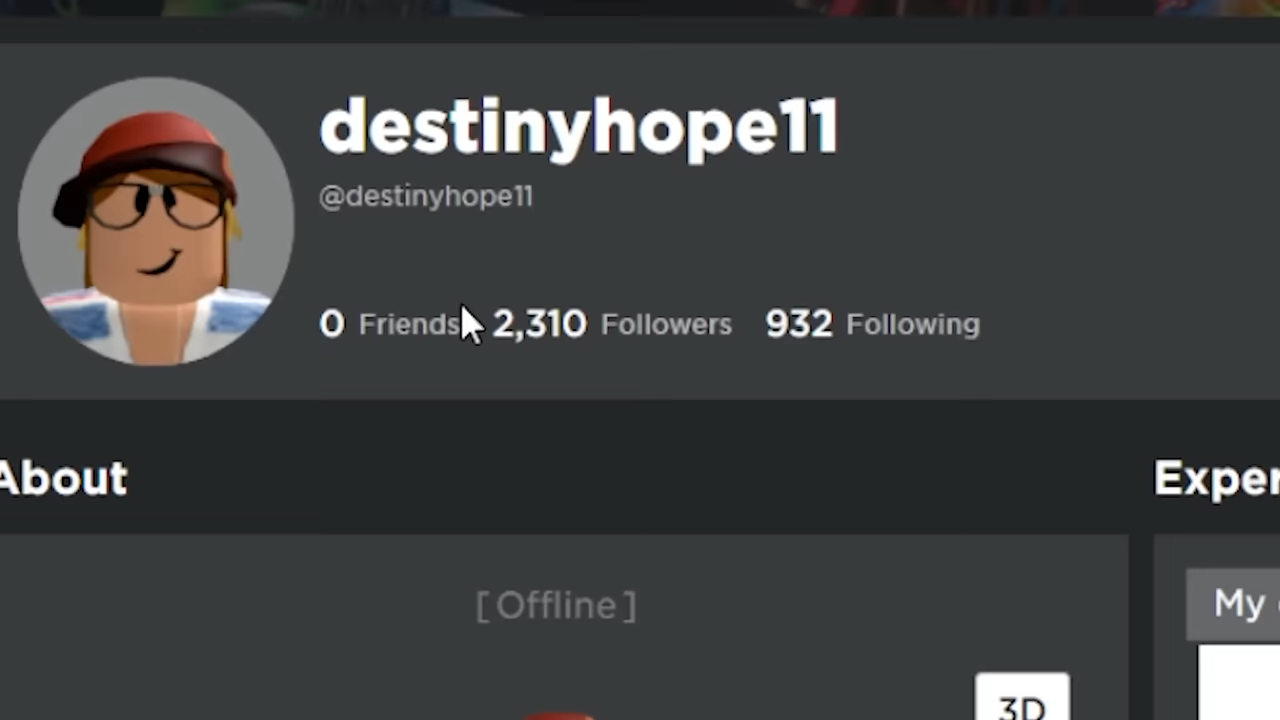 destinyhope11
@destinyhope11
0 Friends 2,310 Followers 932 Following
About
Exper
[ Offline ]
My
3D